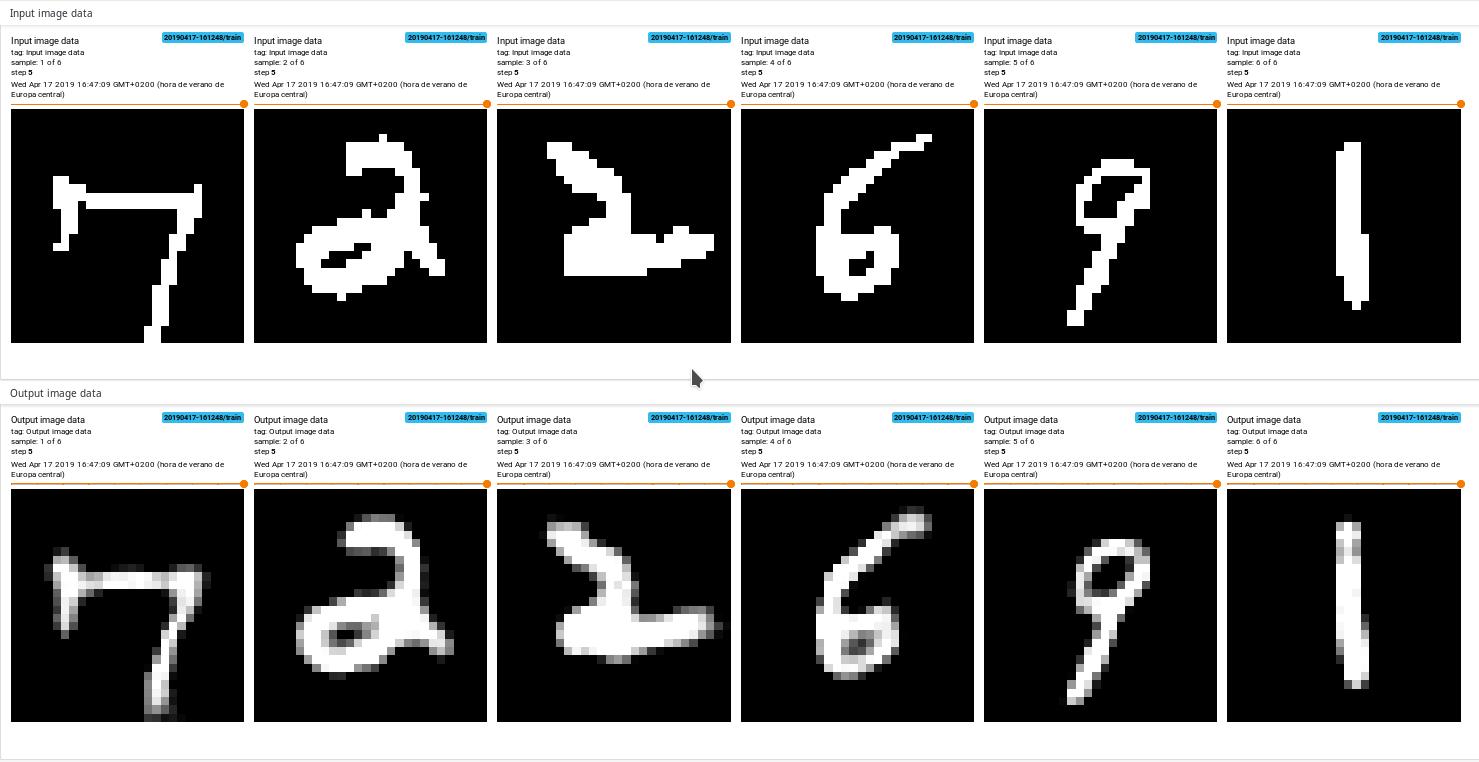 Input image data
Input image data 20190417-161248/train
tag: Input image data
sample: 1 of 6
step 5
Wed Apr 17 2019 16:47:09 GMT+0200 (hora de verano de
Europa central)
Input image data 20190417-161248/train
tag: Input image data
sample: 2 of 6
step 5
Wed Apr 17 2019 16:47:09 GMT+0200 (hora de verano de
Europa central)
Input image data 20190417-161248/train
tag: Input image data
sample: 3 of 6
step 5
Wed Apr 17 2019 16:47:09 GMT+0200 (hora de verano de
Europa central)
Input image data 20190417-161248/train
tag: Input image data
sample: 4 of 6
step 5
Wed Apr 17 2019 16:47:09 GMT+0200 (hora de verano de
Europa central)
Input image data 20190417-161248/train
tag: Input image data
sample: 5 of 6
step 5
Wed Apr 17 2019 16:47:09 GMT+0200 (hora de verano de
Europa central)
Input image data 20190417-161248/train
tag: Input image data
sample: 6 of 6
step 5
Wed Apr 17 2019 16:47:09 GMT+0200 (hora de verano de
Europa central)
7 2 2 6 9 1
Output image data
Output image data 20190417-161248/train
tag: Output image data
sample: 1 of 6
step 5
Wed Apr 17 2019 16:47:09 GMT+0200 (hora de verano de
Europa central)
Output image data 20190417-161248/train
tag: Output image data
sample: 2 of 6
step 5
Wed Apr 17 2019 16:47:09 GMT+0200 (hora de verano de
Europa central)
Output image data 20190417-161248/train
tag: Output image data
sample: 3 of 6
step 5
Wed Apr 17 2019 16:47:09 GMT+0200 (hora de verano de
Europa central)
Output image data 20190417-161248/train
tag: Output image data
sample: 4 of 6
step 5
Wed Apr 17 2019 16:47:09 GMT+0200 (hora de verano de
Europa central)
Output image data 20190417-161248/train
tag: Output image data
sample: 5 of 6
step 5
Wed Apr 17 2019 16:47:09 GMT+0200 (hora de verano de
Europa central)
Output image data 20190417-161248/train
tag: Output image data
sample: 6 of 6
step 5
Wed Apr 17 2019 16:47:09 GMT+0200 (hora de verano de
Europa central)
7 2 2 6 9 1